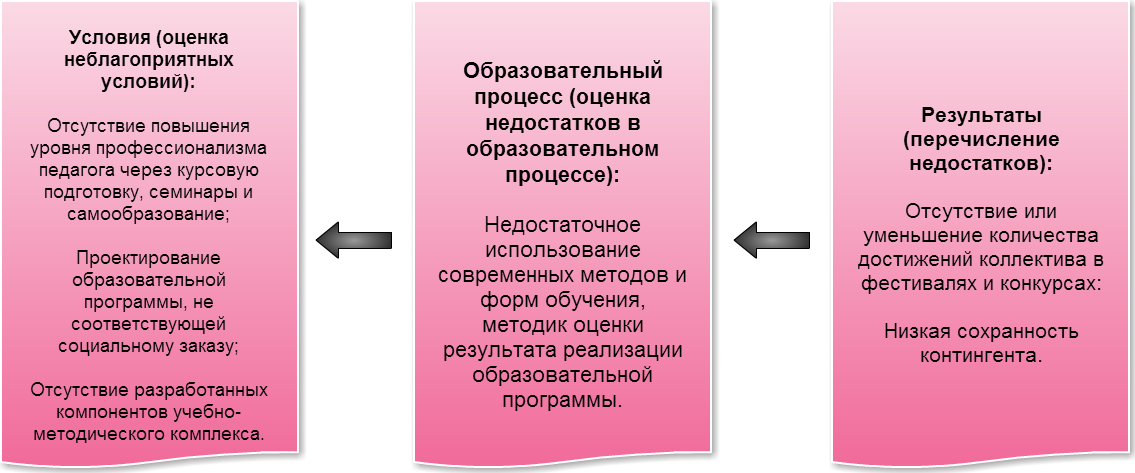 Условия (оценка
неблагоприятных
условий):
Отсутствие повышения
уровня профессионализма
педагога через курсовую
подготовку, семинары и
самообразование;
Проектирование
образовательной
программы, не
соответствующей
социальному заказу;
Отсутствие разработанных
компонентов учебно-
методического комплекса.
Образовательный
процесс (оценка
недостатков в
образовательном
процессе):
Недостаточное
использование
современных методов и
форм обучения,
методик оценки
результата реализации
образовательной
программы.
Результаты
(перечисление
недостатков):
Отсутствие или
уменьшение количества
достижений коллектива в
фестивалях и конкурсах:
Низкая сохранность
контингента.